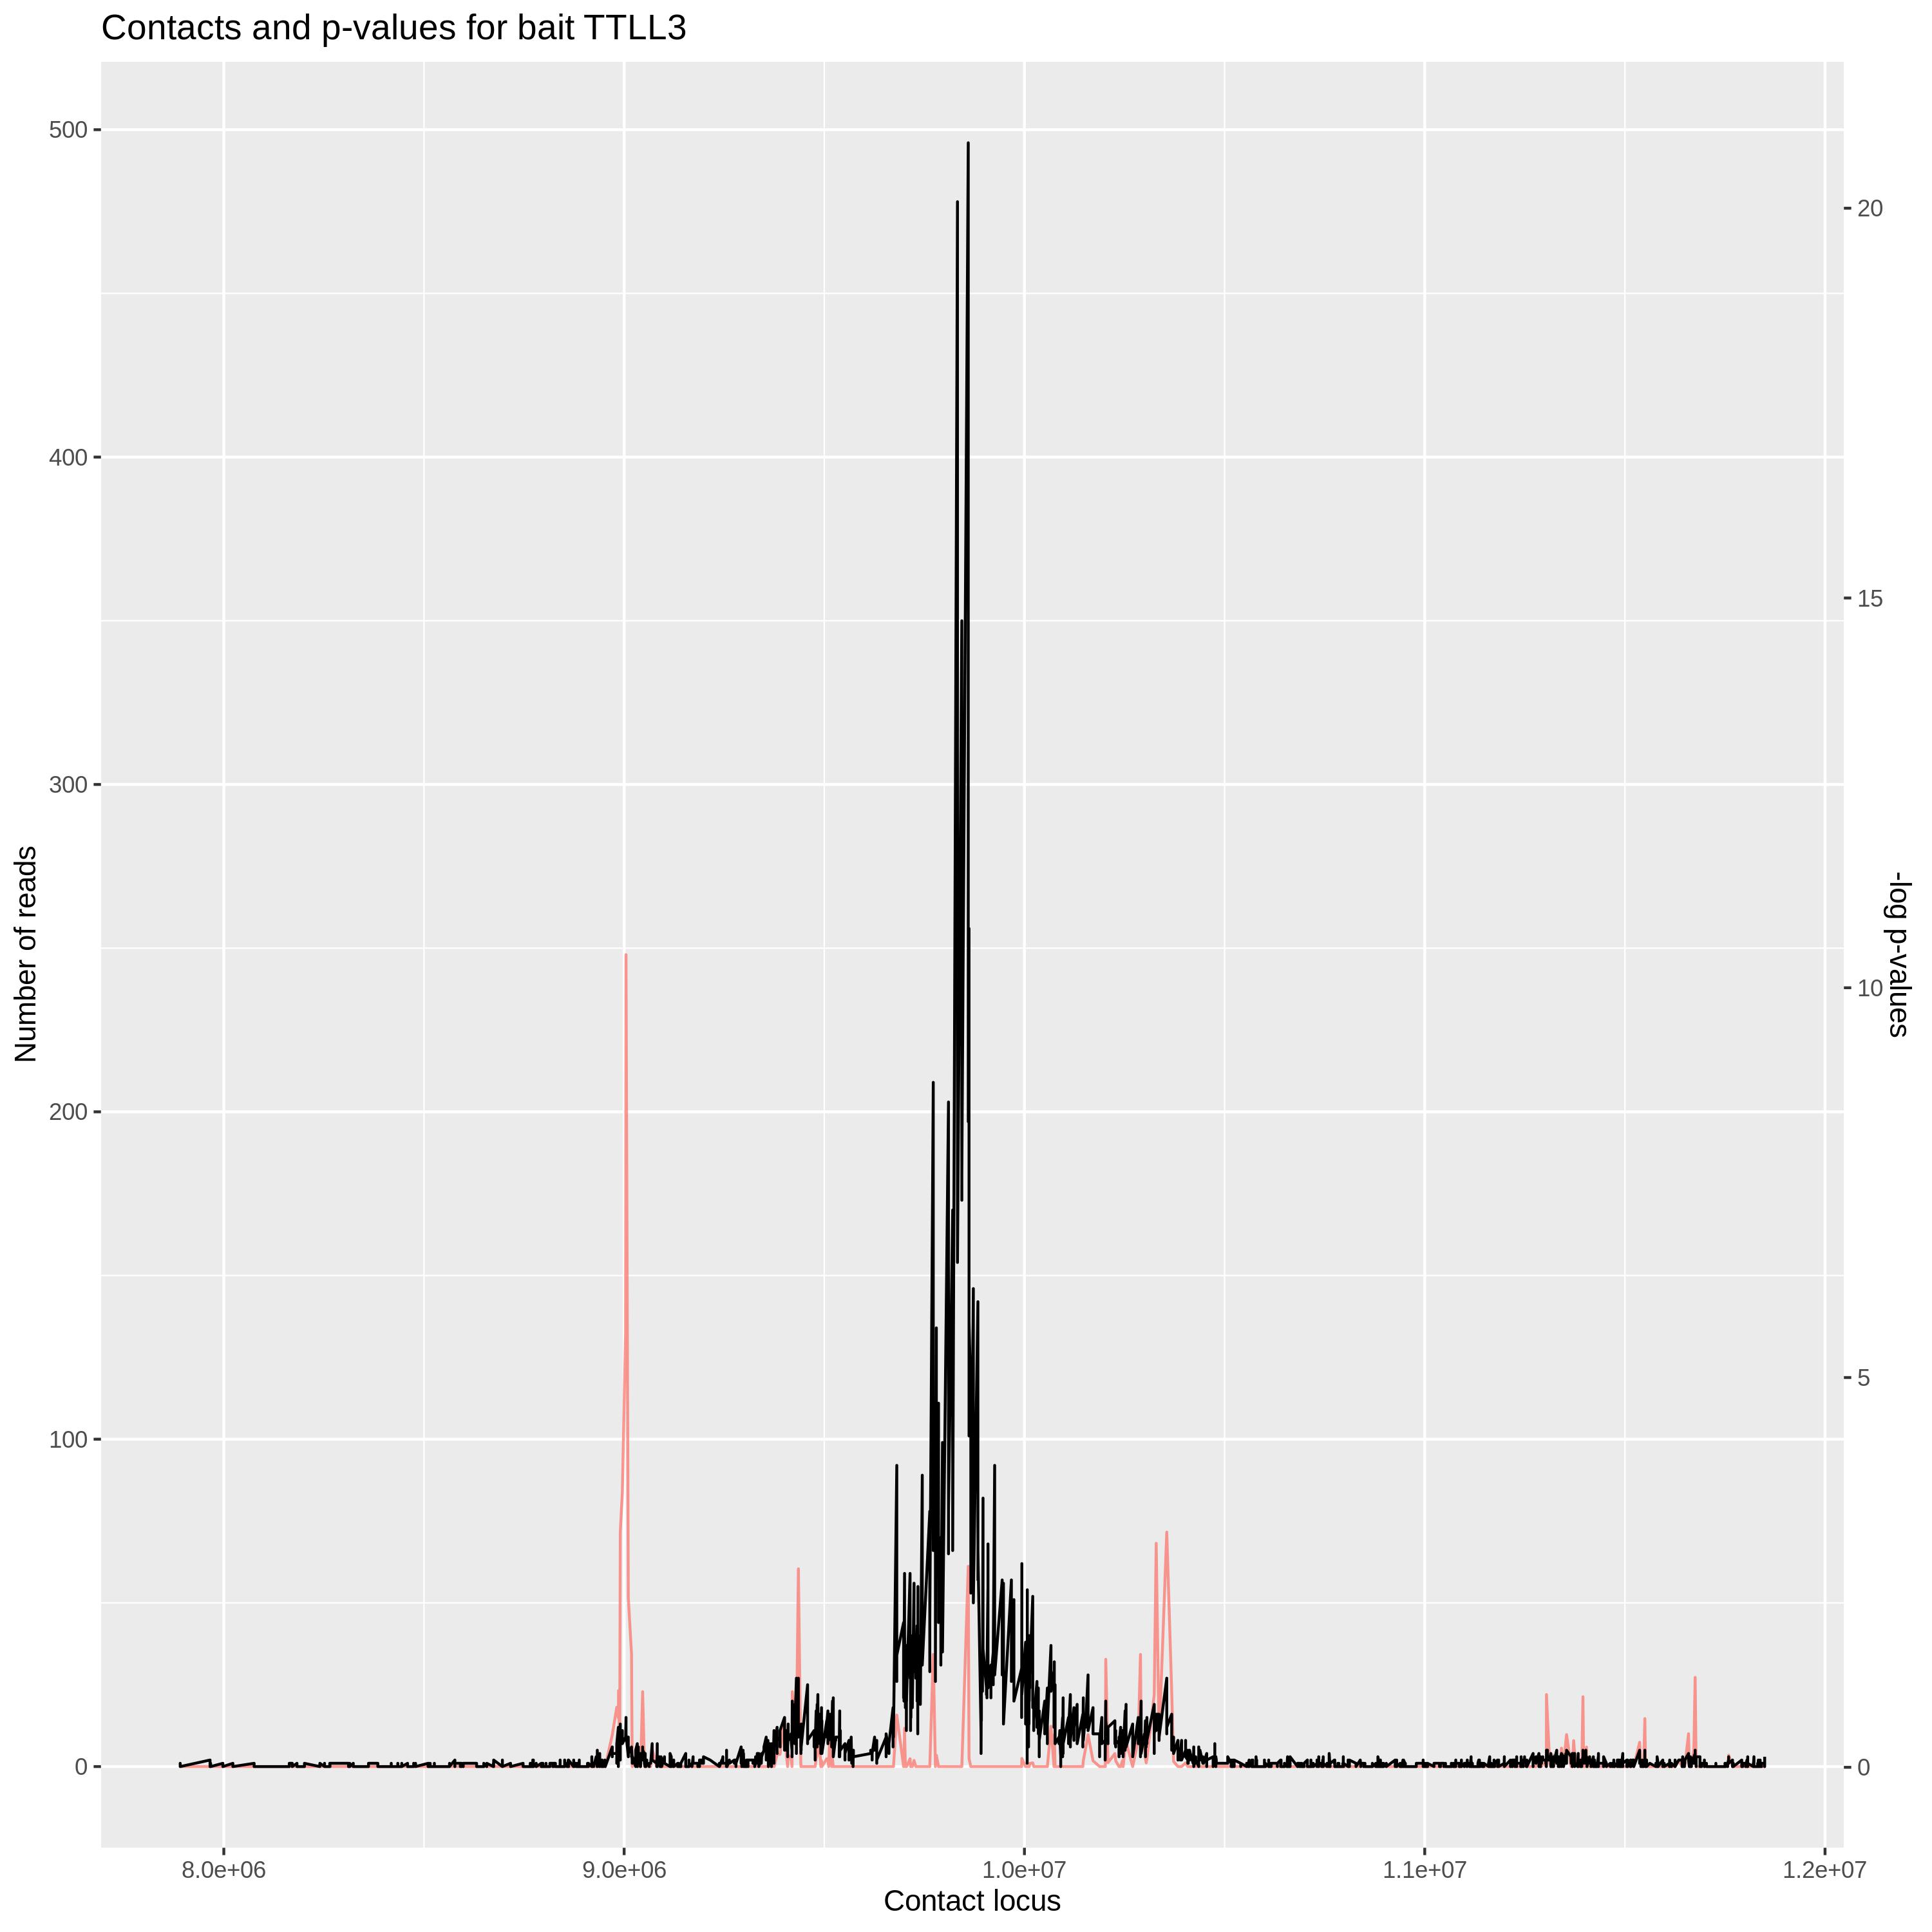 Contacts and p-values for bait TTLL3
500
400
300
200
100
0
Number of reads
20
15
10
5
0
-log p-values
8.0e+06
9.0e+06
1.0e+07
1.1e+07
1.2e+07
Contact locus